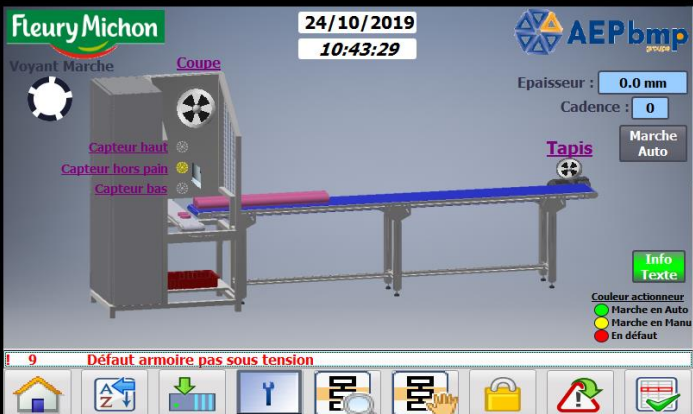 Fleury Michon
24/10/2019
10:43:29
AEPbmp
groupe
Voyant Marche
Coupe
Epaisseur : 0.0 mm
Cadence : 0
Marche
Auto
Capteur haut
Capteur hors pain
Capteur bas
Tapis
Info
Texte
Couleur actionneur
Marche en Auto
Marche en Manu
En défaut
! 9 Défaut armoire pas sous tension
A
Z